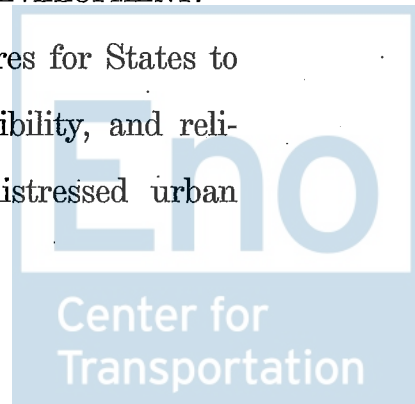 res for States to
ibility, and reli-
istressed urban
Eno
Center for
Transportation